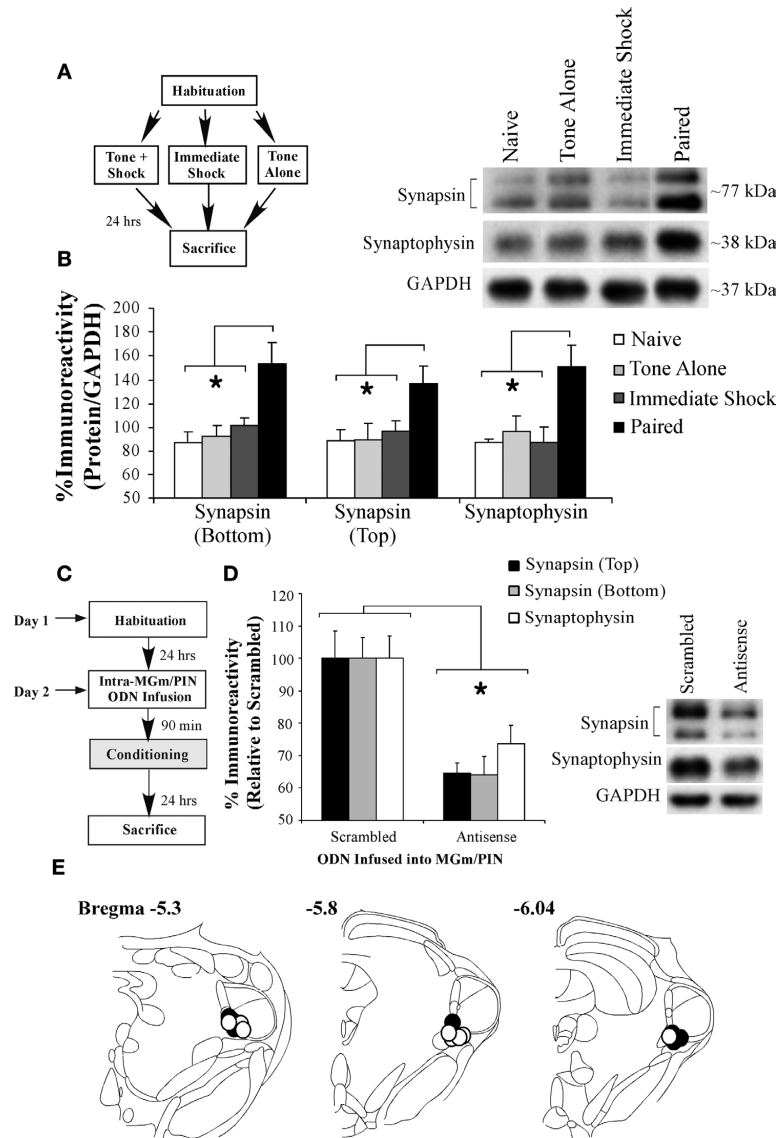 A
Habituation
Tone +
Shock
Immediate
Shock
Tone
Alone
24 hrs
Sacrifice
Naive
Tone Alone
Immediate Shock
Paired
Synapsin
~77 kDa
Synaptophysin
~38 kDa
GAPDH
~37 kDa
B
%Immunoreactivity
(Protein/GAPDH)
200
180
160
140
120
100
80
60
50
*
*
*
Synapsin
(Bottom)
Synapsin
(Top)
Synaptophysin
Naive
Tone Alone
Immediate Shock
Paired
C
Day 1
Habituation
24 hrs
Day 2
Intra-MGm/PIN
ODN Infusion
90 min
Conditioning
24 hrs
Sacrifice
D
Synapsin (Top)
Synapsin (Bottom)
Synaptophysin
% Immunoreactivity
(Relative to Scrambled)
120
110
100
90
80
70
60
50
*
Scrambled
Antisense
ODN Infused into MGm/PIN
Scrambled
Antisense
Synapsin
Synaptophysin
GAPDH
E
Bregma -5.3
-5.8
-6.04